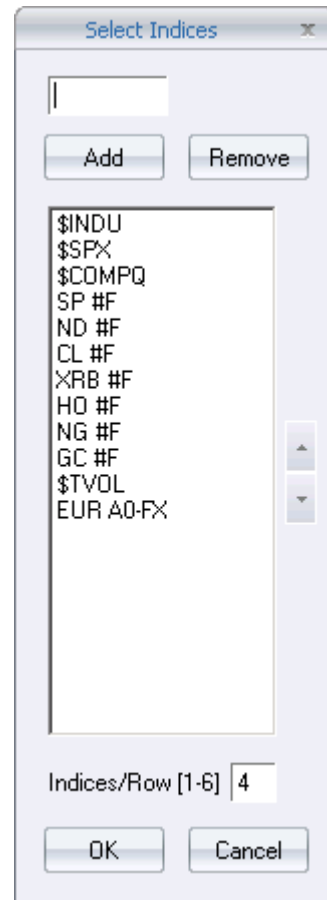 Select Indices x
Add Remove
$INDU
$SPX
$COMPQ
SP #F
ND #F
CL #F
XRB #F
HO #F
NG #F
GC #F
$TVOL
EUR A0-FX
Indices/Row [1-6] 4
OK Cancel